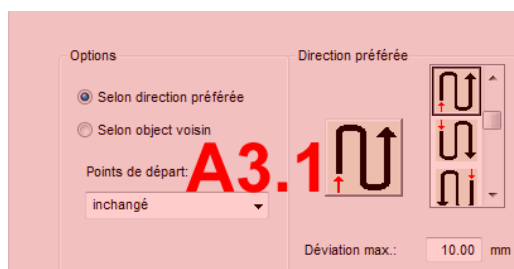 Options
Selon direction préférée
Selon object voisin
Points de départ:
inchangé
A3.1
Direction préférée
Déviation max.: 10.00 mm